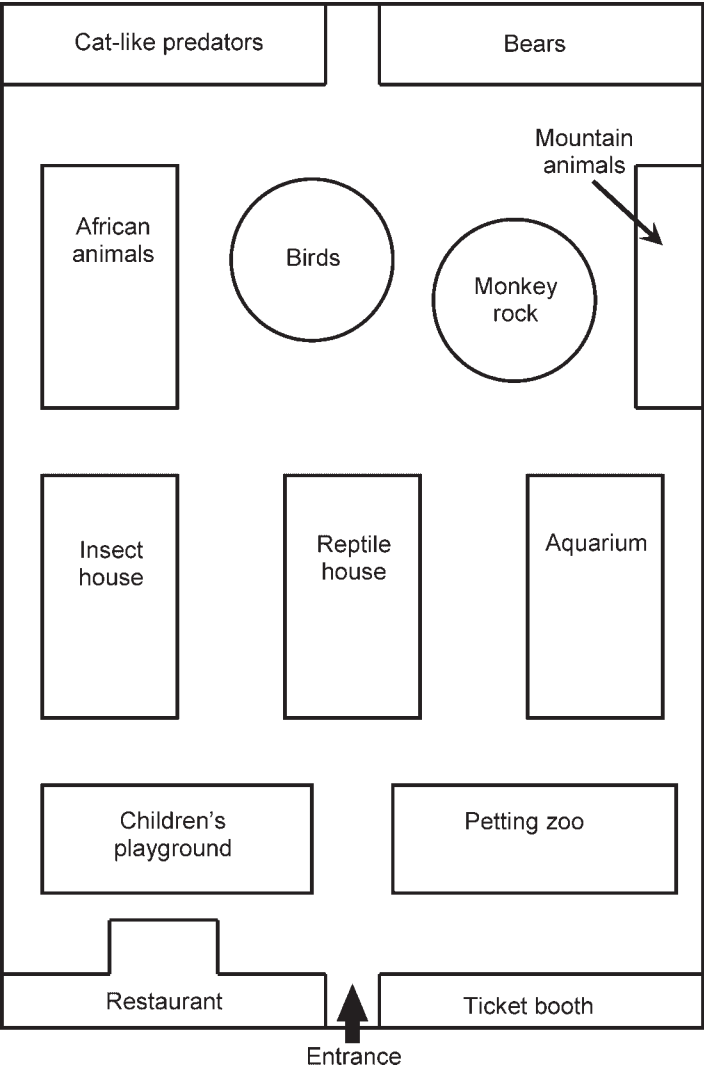 Cat-like predators
Bears
Mountain
animals
African
animals
Birds
Monkey
rock
Insect
house
Reptile
house
Aquarium
Children’s
playground
Petting zoo
Restaurant
Ticket booth
Entrance